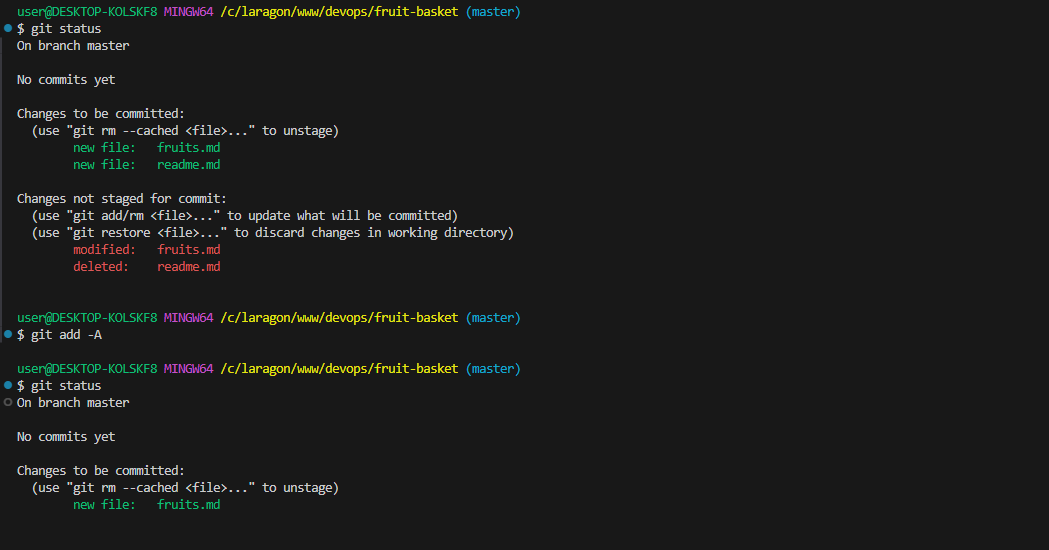 user@DESKTOP-KOLSKF8 MINGW64 /c/laragon/www/devops/fruit-basket (master)
$ git status
On branch master
No commits yet
Changes to be committed:
(use "git rm --cached <file>..." to unstage)
new file: fruits.md
new file: readme.md
Changes not staged for commit:
(use "git add/rm <file>..." to update what will be committed)
(use "git restore <file>..." to discard changes in working directory)
modified: fruits.md
deleted: readme.md
user@DESKTOP-KOLSKF8 MINGW64 /c/laragon/www/devops/fruit-basket (master)
$ git add -A
user@DESKTOP-KOLSKF8 MINGW64 /c/laragon/www/devops/fruit-basket (master)
$ git status
On branch master
No commits yet
Changes to be committed:
(use "git rm --cached <file>..." to unstage)
new file: fruits.md